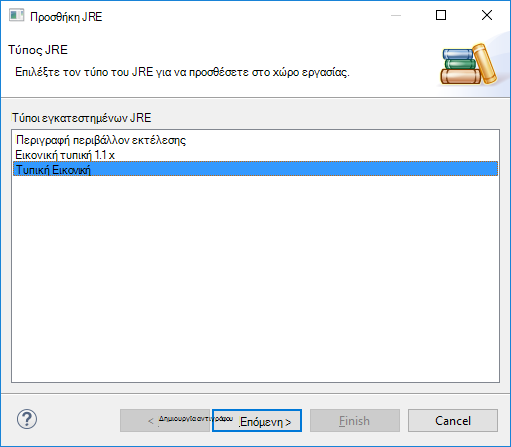 Προσθήκη JRE
Τύπος JRE
Επιλέξτε τον τύπο του JRE για να προσθέσετε στο χώρο εργασίας.
Τύποι εγκατεστημένων JRE
Περιγραφή περιβάλλον εκτέλεσης
Εικονική τυπική 1.1 x
Τυπική Εικονική
? < Δημιουργία αντιγράφου Επόμενη > Finish Cancel